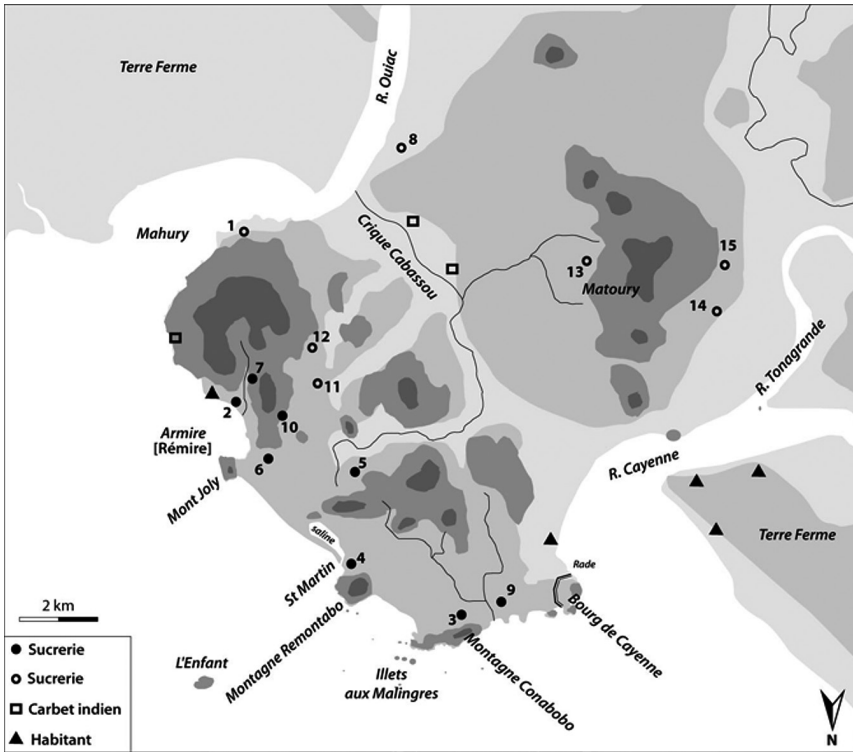 Terre Ferme
R. Ouiac
8
Mahury
1
Crique Cabassou
13
Matoury
15
14
12
7
11
2
10
R. Tonagrande
Armire
[Rémire]
6
5
R. Cayenne
Mont Joly
saline
Terre Ferme
4
St Martin
Rade
9
3
Bourg de Cayenne
2 km
Montagne Remontabo
Montagne Conabobo
L'Enfant
Illets
aux Malingres
Sucrerie
Sucrerie
Carbet indien
Habitant
N